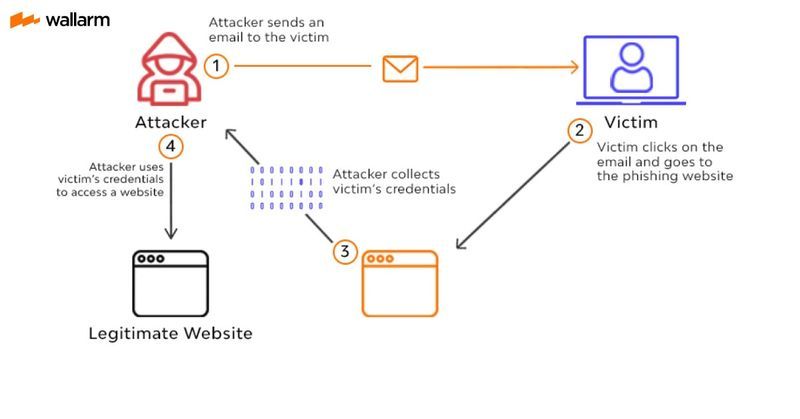 wallarm
Attacker sends an
email to the victim
1
Attacker
Victim
2
Victim clicks on the
email and goes to
the phishing website
4
Attacker uses
victim's credentials
to access a website
Attacker collects
victim's credentials
3
Legitimate Website